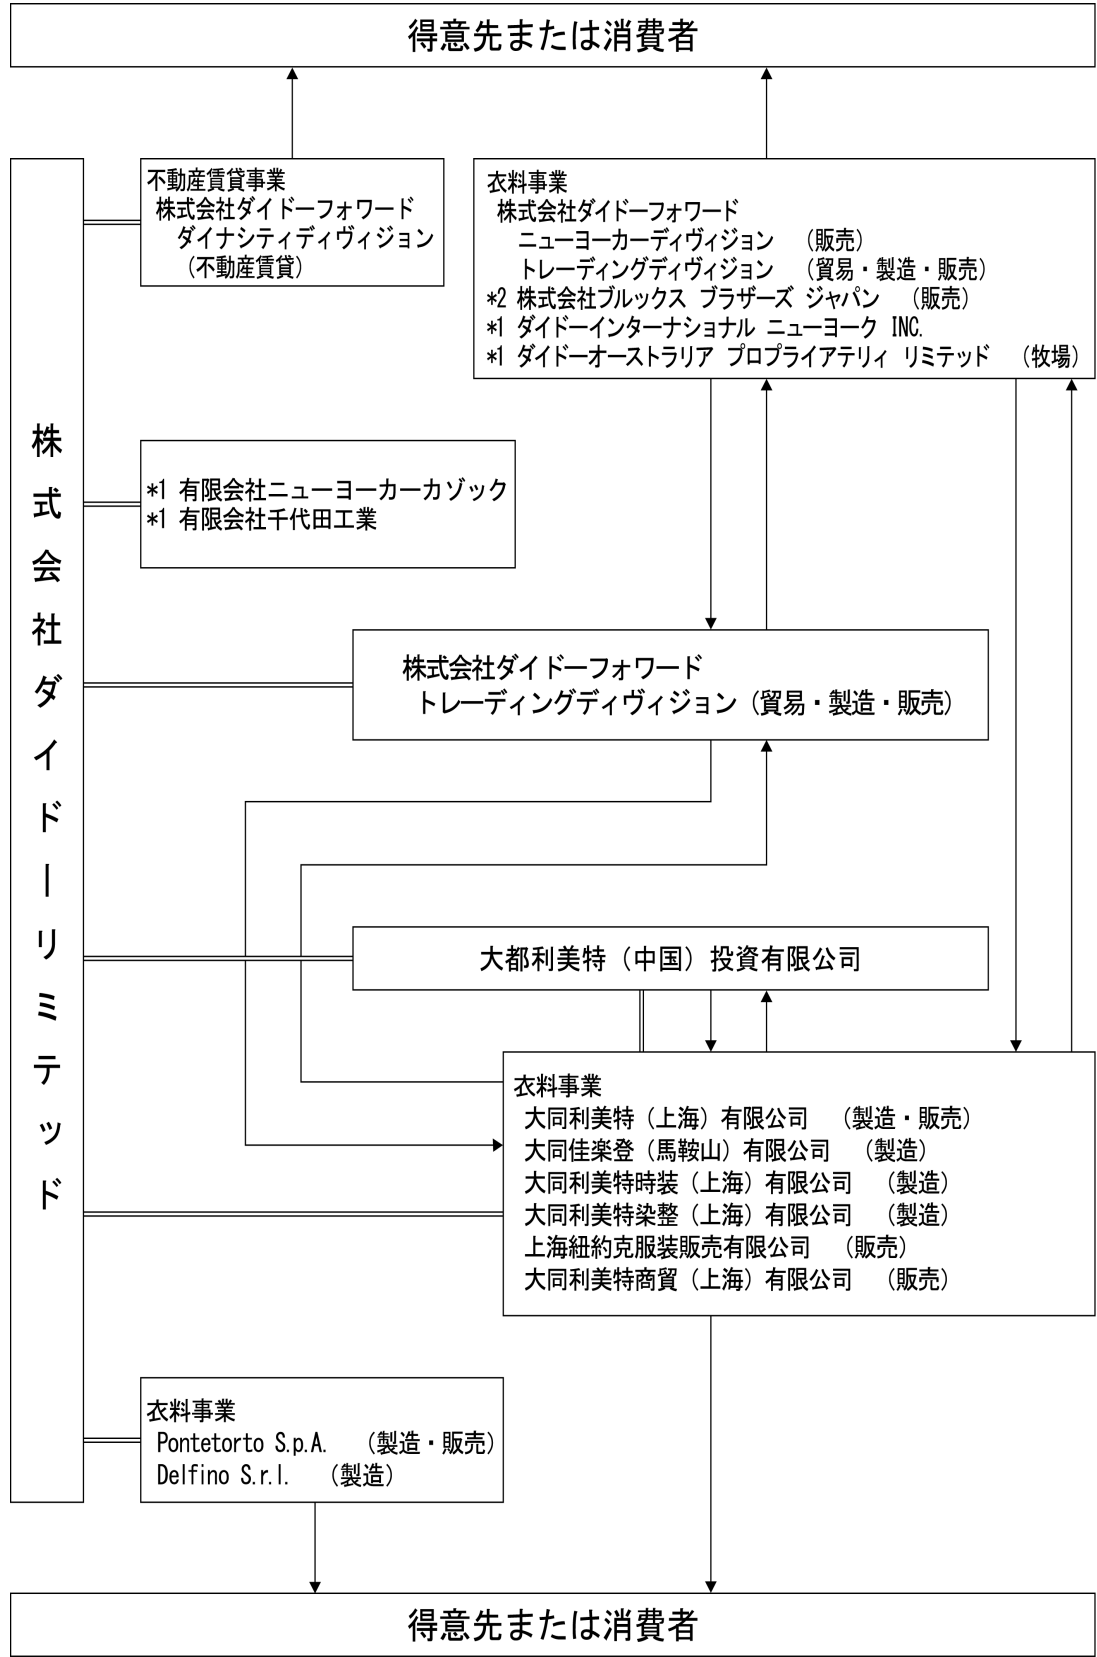 得意先または消費者
株式会社ダイドーリミテッド
不動産賃貸事業
株式会社ダイドーフォワード
ダイナシティディヴィジョン
(不動産賃貸)
衣料事業
株式会社ダイドーフォワード
ニューヨーカーディヴィジョン (販売)
トレーディングディヴィジョン (貿易・製造・販売)
*2 株式会社ブルックス ブラザーズ ジャパン (販売)
*1 ダイドーインターナショナル ニューヨーク INC.
*1 ダイドーオーストラリア プロプライアテリィ リミテッド (牧場)
*1 有限会社ニューヨーカーカゾック
*1 有限会社千代田工業
株式会社ダイドーフォワード
トレーディングディヴィジョン(貿易・製造・販売)
大都利美特(中国)投資有限公司
衣料事業
大同利美特(上海)有限公司 (製造・販売)
大同佳楽登(馬鞍山)有限公司 (製造)
大同利美特時装(上海)有限公司 (製造)
大同利美特染整(上海)有限公司 (製造)
上海紐約克服装販売有限公司 (販売)
大同利美特商貿(上海)有限公司 (販売)
衣料事業
Pontetorto S.p.A. (製造・販売)
Delfino S.r.l. (製造)
得意先または消費者